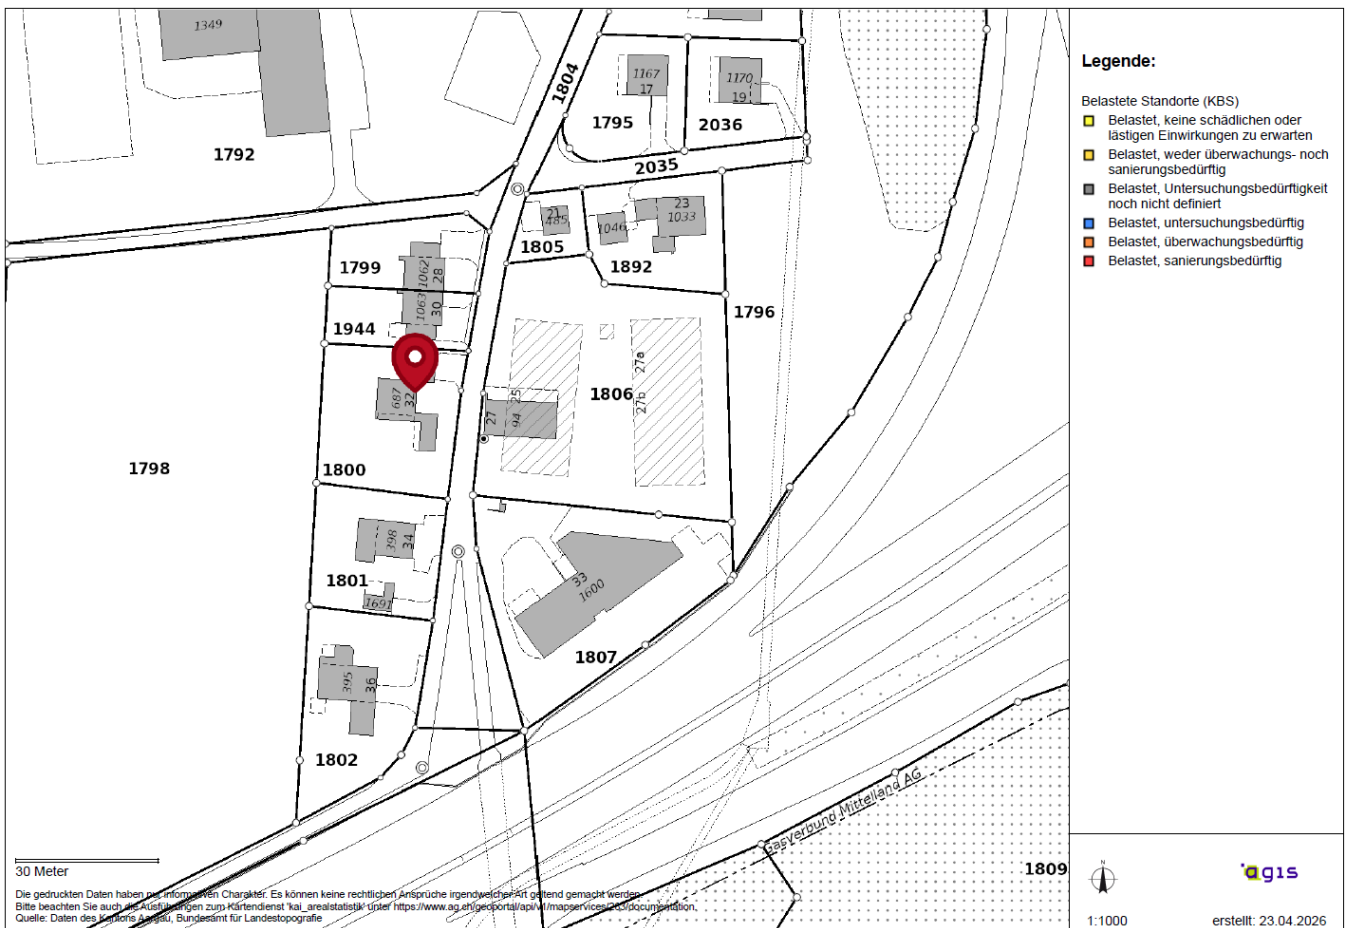 1349
1804
1167
17
1170
19
1795
2036
1792
2035
21
485
23
1033
1046
1805
1892
1799
1062
28
1063
30
1796
1944
27a
1806
27b
687
32
25
27
94
1798
1800
398
34
1801
1691
33
1600
1807
395
36
1802
Gasverbund Mittelland AG
1809
30 Meter
Die gedruckten Daten haben nur informativen Charakter. Es können keine rechtlichen Ansprüche irgendwelcher Art geltend gemacht werden.
Bitte beachten Sie auch die Ausführungen zum Kartendienst 'kai_arealstatistik' unter https://www.ag.ch/geoportal/api/v1/mapservices/263/documentation.
Quelle: Daten des Kantons Aargau, Bundesamt für Landestopografie
Legende:
Belastete Standorte (KBS)
Belastet, keine schädlichen oder
lästigen Einwirkungen zu erwarten
Belastet, weder überwachungs- noch
sanierungsbedürftig
Belastet, Untersuchungsbedürftigkeit
noch nicht definiert
Belastet, untersuchungsbedürftig
Belastet, überwachungsbedürftig
Belastet, sanierungsbedürftig
N
agis
1:1000
erstellt: 23.04.2026